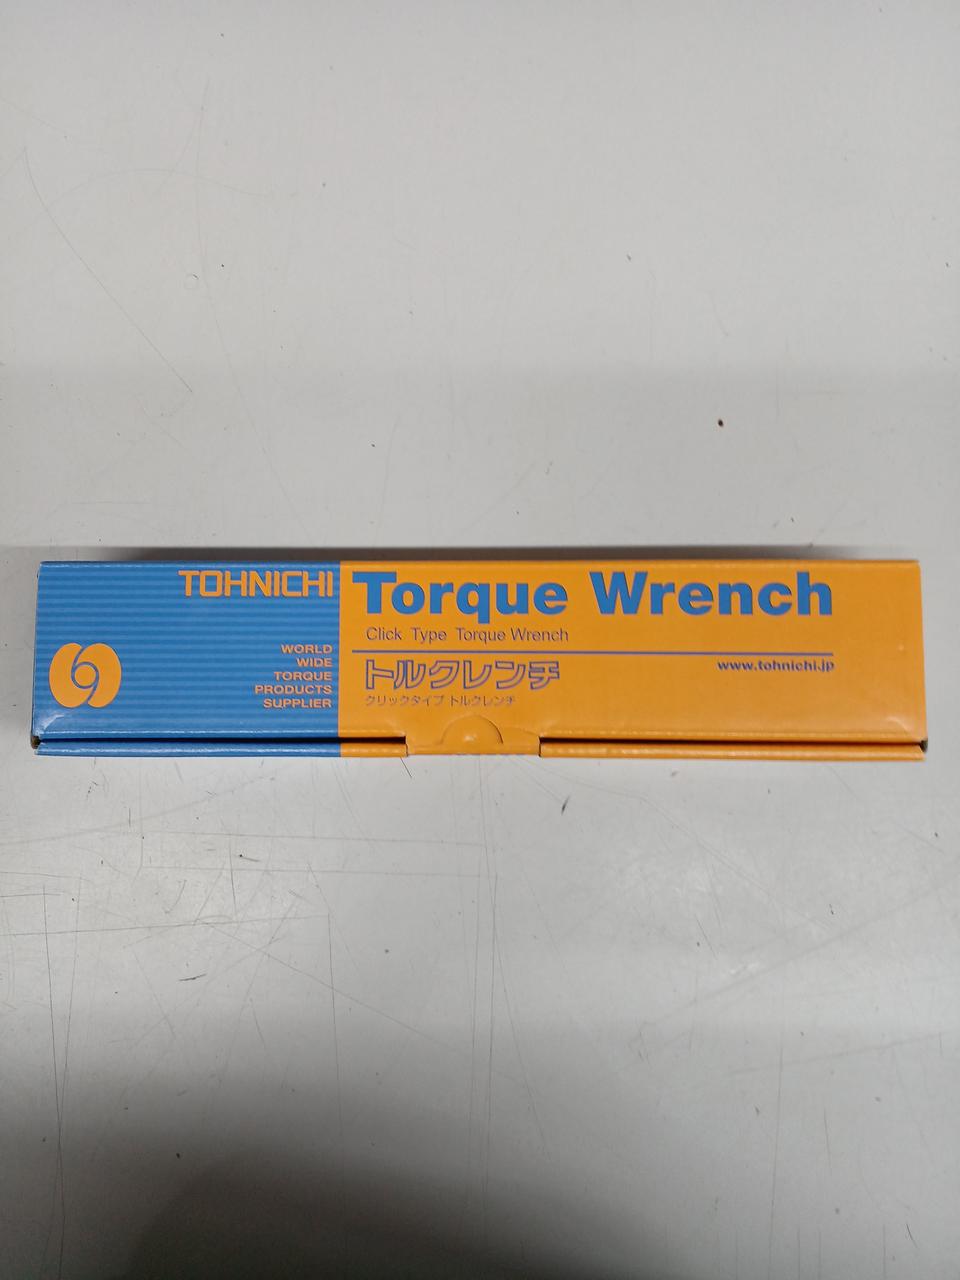 TOHNICHI
WORLD
WIDE
TORQUE
PRODUCTS
SUPPLIER
Torque Wrench
Click Type Torque Wrench
トルクレンチ
クリックタイプ トルクレンチ
www.tohnichi.jp